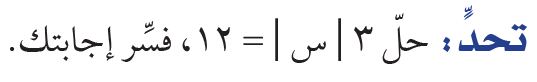 تحدٍّ: حلّ ٣ | س | = ١٢، فسِّر إجابتك.